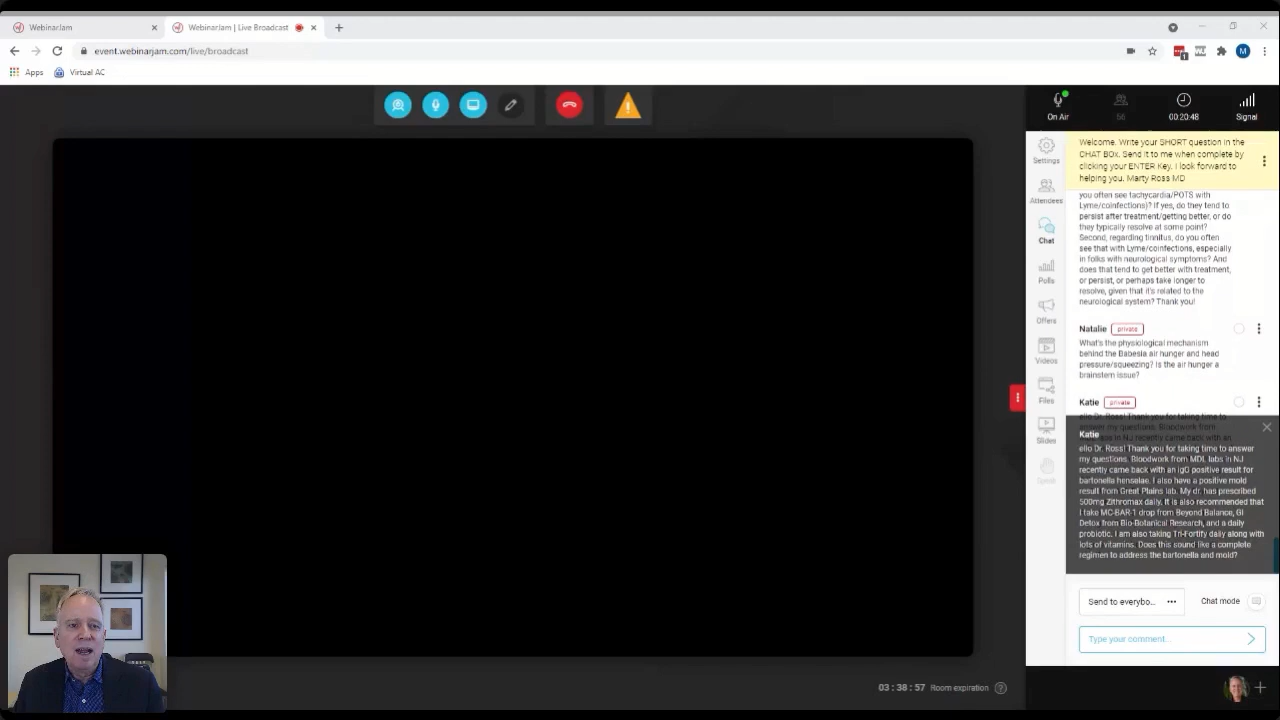 WebinarJam
WebinarJam | Live Broadcast
event.webinarjam.com/live/broadcast
1
M
Apps
Virtual AC
On Air
56
00:20:48
Signal
Settings
Attendees
Chat
Polls
Offers
Videos
Files
Slides
Speak
Welcome. Write your SHORT question in the
CHAT BOX. Send it to me when complete by
clicking your ENTER Key. I look forward to
helping you. Marty Ross MD
you often see tachycardia/POTS with
Lyme/coinfections)? If yes, do they tend to
persist after treatment/getting better, or do
they typically resolve at some point?
Second, regarding tinnitus, do you often
see that with Lyme/coinfections, especially
in folks with neurological symptoms? And
does that tend to get better with treatment,
or persist, or perhaps take longer to
resolve, given that it's related to the
neurological system? Thank you!
Natalie private
What's the physiological mechanism
behind the Babesia air hunger and head
pressure/squeezing? Is the air hunger a
brainstem issue?
Katie private
ello Dr. Ross! Thank you for taking time to
Katie
ello Dr. Ross! Thank you for taking time to answer
my questions. Bloodwork from MDL labs in NJ
recently came back with an igG positive result for
bartonella henselae. I also have a positive mold
result from Great Plains lab. My dr. has prescribed
500mg Zithromax daily. It is also recommended that
I take MC-BAR-1 drop from Beyond Balance, GI
Detox from Bio-Botanical Research, and a daily
probiotic. I am also taking Tri-Fortify daily along with
lots of vitamins. Does this sound like a complete
regimen to address the bartonella and mold?
Send to everybo... Chat mode
Type your comment...
03 : 38 : 57 Room expiration ?